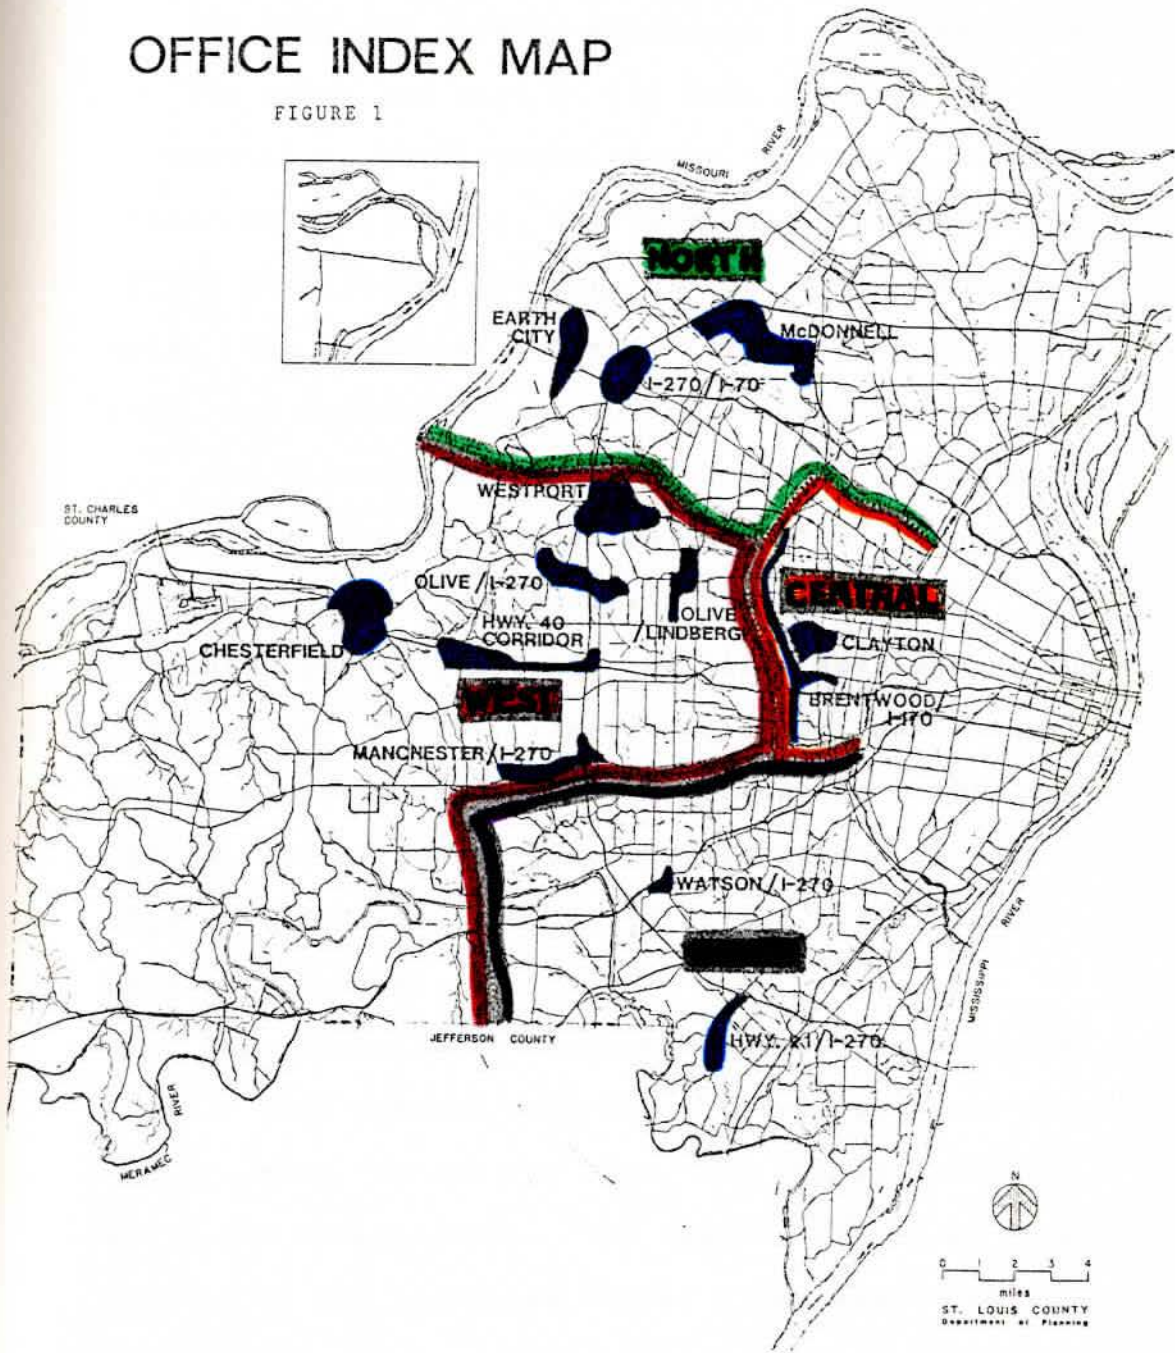 OFFICE INDEX MAP
FIGURE 1
MISSOURI RIVER
NORTH
EARTH
CITY
McDONNELL
I-270/I-70
WESTPORT
ST. CHARLES
COUNTY
OLIVE/I-270
CENTRAL
HWY. 40
CORRIDOR
OLIVE
/LINDBERG
CLAYTON
CHESTERFIELD
WEST
BRENTWOOD/
I-170
MANCHESTER/I-270
WATSON/I-270
MISSISSIPPI RIVER
HWY. 21/I-270
JEFFERSON COUNTY
MERAMEC RIVER
N
0 1 2 3 4
miles
ST. LOUIS COUNTY
Department of Planning